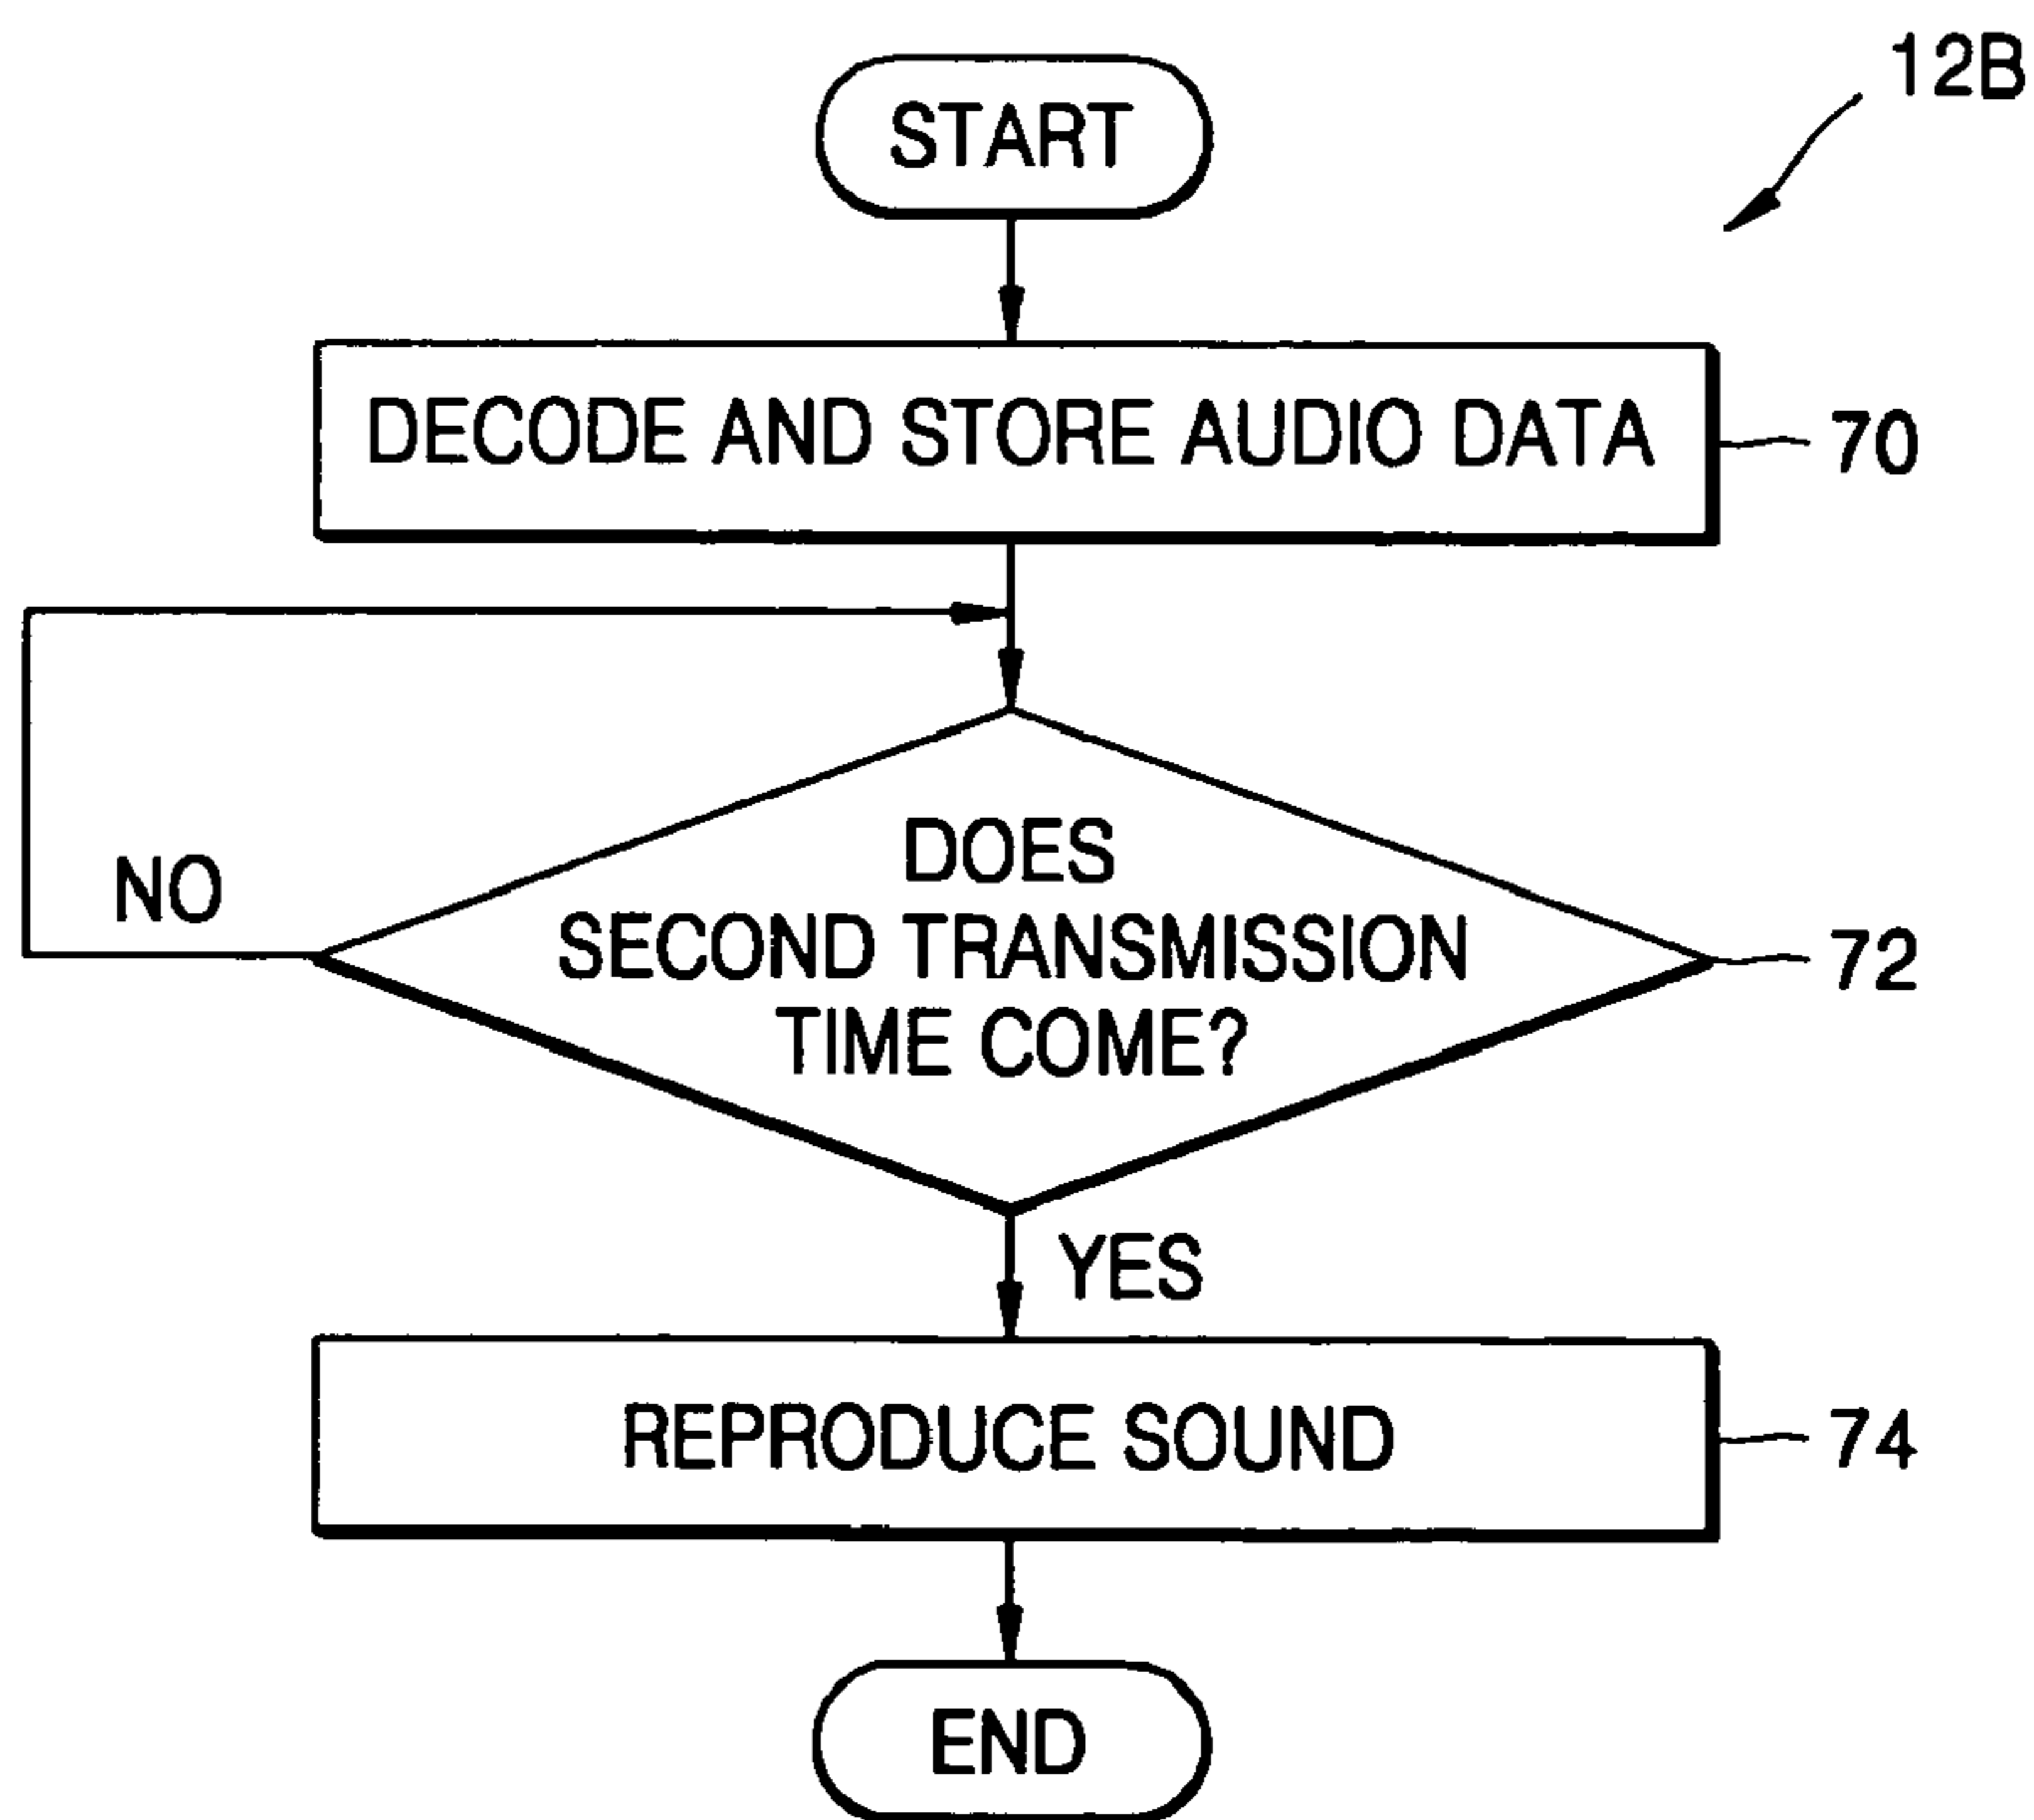 12B
START
DECODE AND STORE AUDIO DATA
70
NO
DOES
SECOND TRANSMISSION
TIME COME?
72
YES
REPRODUCE SOUND
74
END